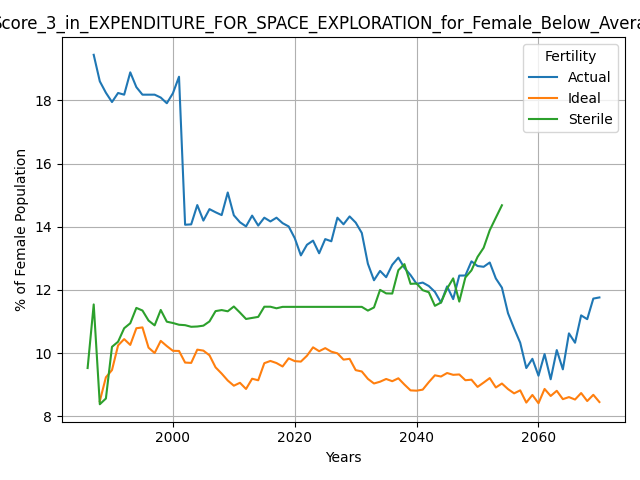 Score_3_in_EXPENDITURE_FOR_SPACE_EXPLORATION_for_Female_Below_Avera
Fertility
Actual
Ideal
Sterile
% of Female Population
18
16
14
12
10
8
2000 2020 2040 2060
Years